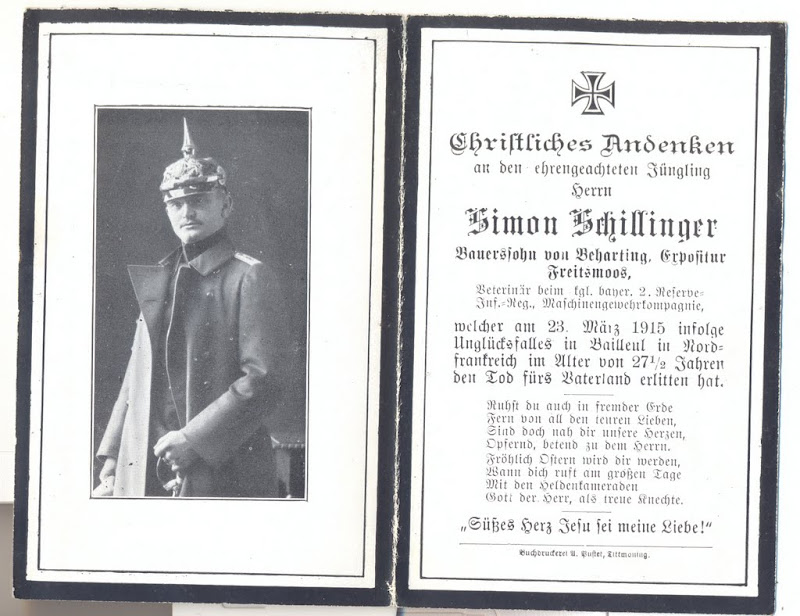 Christliches Andenken
an den ehrengeachteten Jüngling
Herrn
Simon Schillinger
Bauerssohn von Beharting, Expositur
Freitsmoos,
Veterinär beim kgl. bayer. 2. Reserve-
Inf.-Reg., Maschinengewehrkompagnie,
welcher am 23. März 1915 infolge
Unglücksfalles in Bailleul in Nord-
frankreich im Alter von 27½ Jahren
den Tod fürs Vaterland erlitten hat.
Ruhst du auch in fremder Erde
Fern von all den teuren Lieben,
Sind doch nah dir unsere Herzen,
Opfernd, betend zu dem Herrn.
Fröhlich Ostern wird dir werden,
Wann dich ruft am großen Tage
Mit den Heldenkameraden
Gott der Herr, als treue Knechte.
„Süßes Herz Jesu sei meine Liebe!"
Buchdruckerei A. Pustet, Tittmoning.